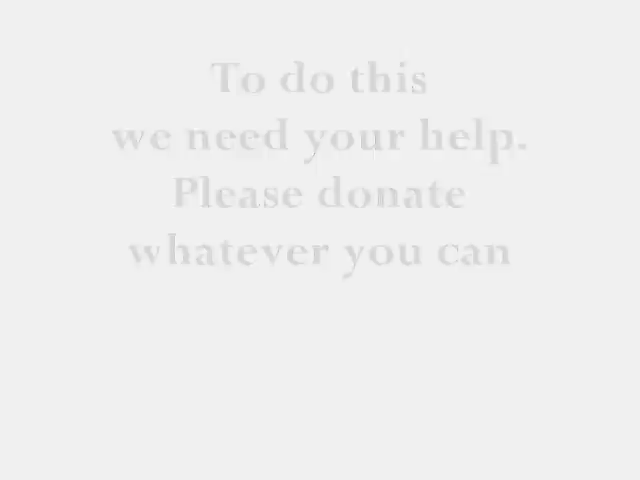 To do this
we need your help.
Please donate
whatever you can